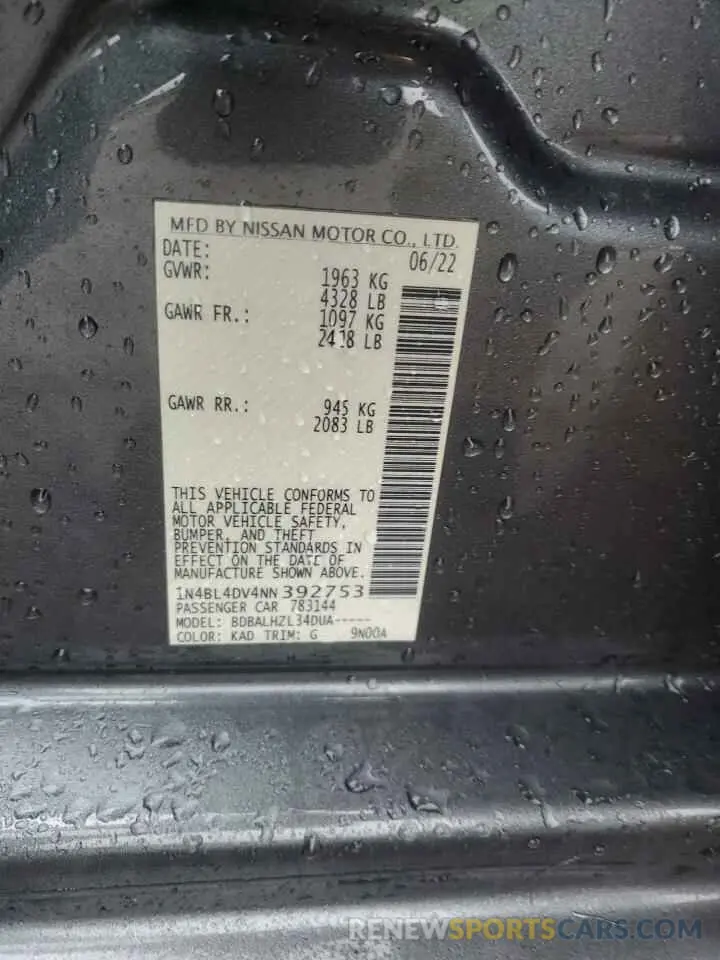 MFD BY NISSAN MOTOR CO., LTD.
DATE: 06/22
GVWR: 1963 KG
4328 LB
GAWR FR.: 1097 KG
2418 LB
GAWR RR.: 945 KG
2083 LB
THIS VEHICLE CONFORMS TO
ALL APPLICABLE FEDERAL
MOTOR VEHICLE SAFETY,
BUMPER, AND THEFT
PREVENTION STANDARDS IN
EFFECT ON THE DATE OF
MANUFACTURE SHOWN ABOVE.
1N4BL4DV4NN392753
PASSENGER CAR 783144
MODEL: BDBALHZL34DUA-----
COLOR: KAD TRIM: G 9N00A
RENEWSPORTSCARS.COM